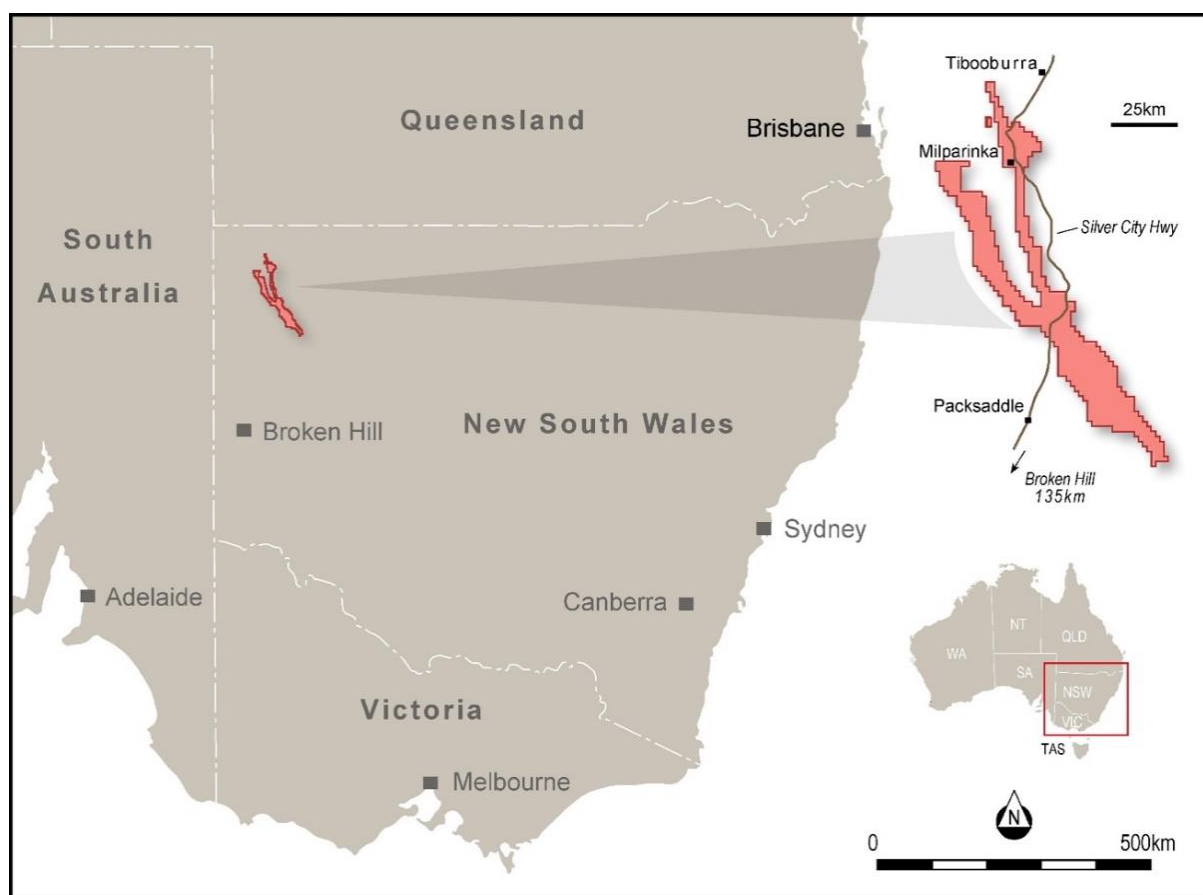 Queensland
Brisbane
South
Australia
New South Wales
Broken Hill
Sydney
Adelaide
Canberra
Victoria
Melbourne
Tibooburra
25km
Milparinka
Silver City Hwy
Packsaddle
Broken Hill
135km
NT
QLD
WA
SA
NSW
VIC
TAS
N
0
500km